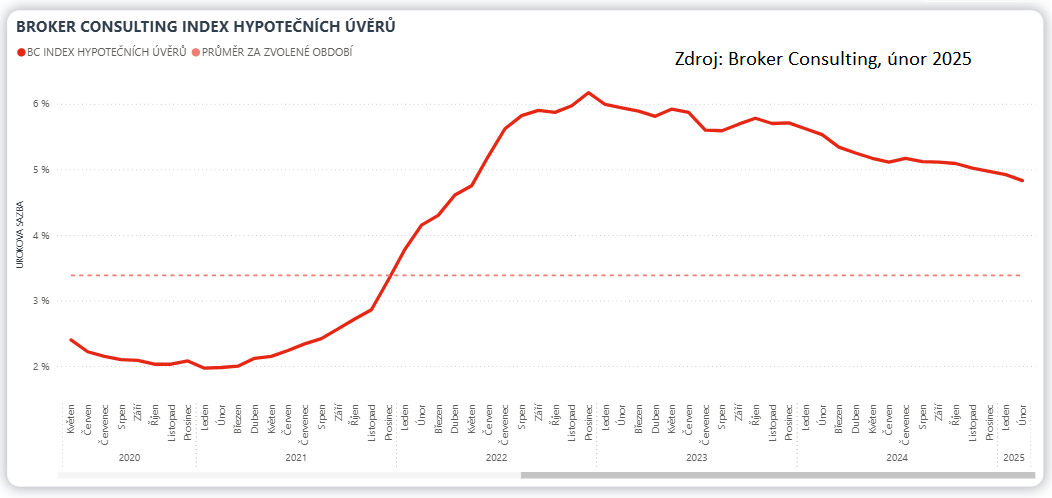 BROKER CONSULTING INDEX HYPOTEČNÍCH ÚVĚRŮ
BC INDEX HYPOTEČNÍCH ÚVĚRŮ PRŮMĚR ZA ZVOLENÉ OBDOBÍ
Zdroj: Broker Consulting, únor 2025
UROKOVA SAZBA
6 %
5 %
4 %
3 %
2 %
Květen Červen Červenec Srpen Září Říjen Listopad Prosinec Leden Únor Březen Duben Květen Červen Červenec Srpen Září Říjen Listopad Prosinec Leden Únor Březen Duben Květen Červen Červenec Srpen Září Říjen Listopad Prosinec Leden Únor Březen Duben Květen Červen Červenec Srpen Září Říjen Listopad Prosinec Leden Únor Březen Duben Květen Červen Červenec Srpen Září Říjen Listopad Prosinec Leden Únor
2020 2021 2022 2023 2024 2025